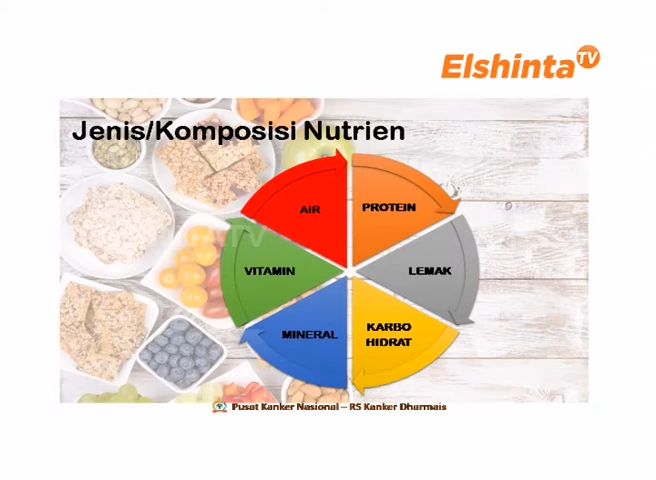 Elshinta TV
Jenis/Komposisi Nutrien
AIR
PROTEIN
VITAMIN
LEMAK
MINERAL
KARBO
HIDRAT
Pusat Kanker Nasional – RS Kanker Dharmais